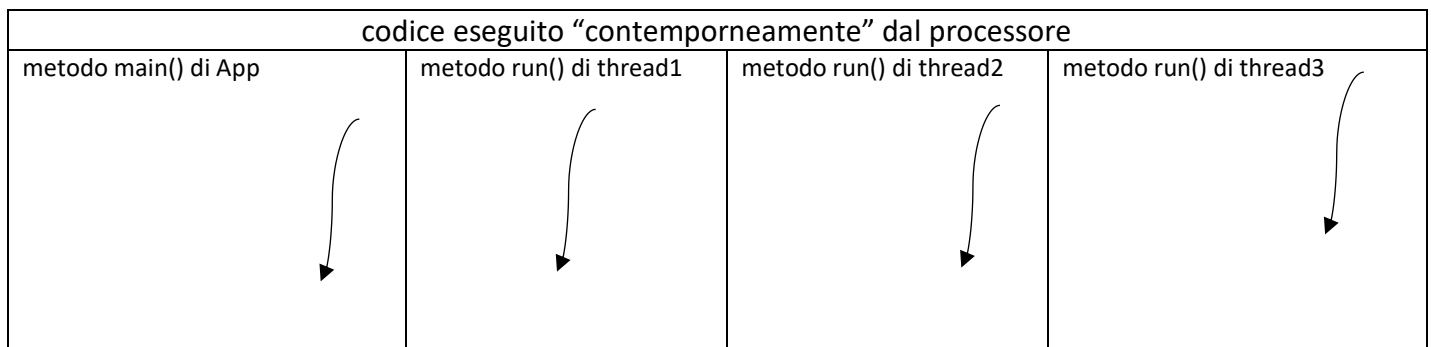 codice eseguito “contemporneamente” dal processore
metodo main() di App
metodo run() di thread1
metodo run() di thread2
metodo run() di thread3